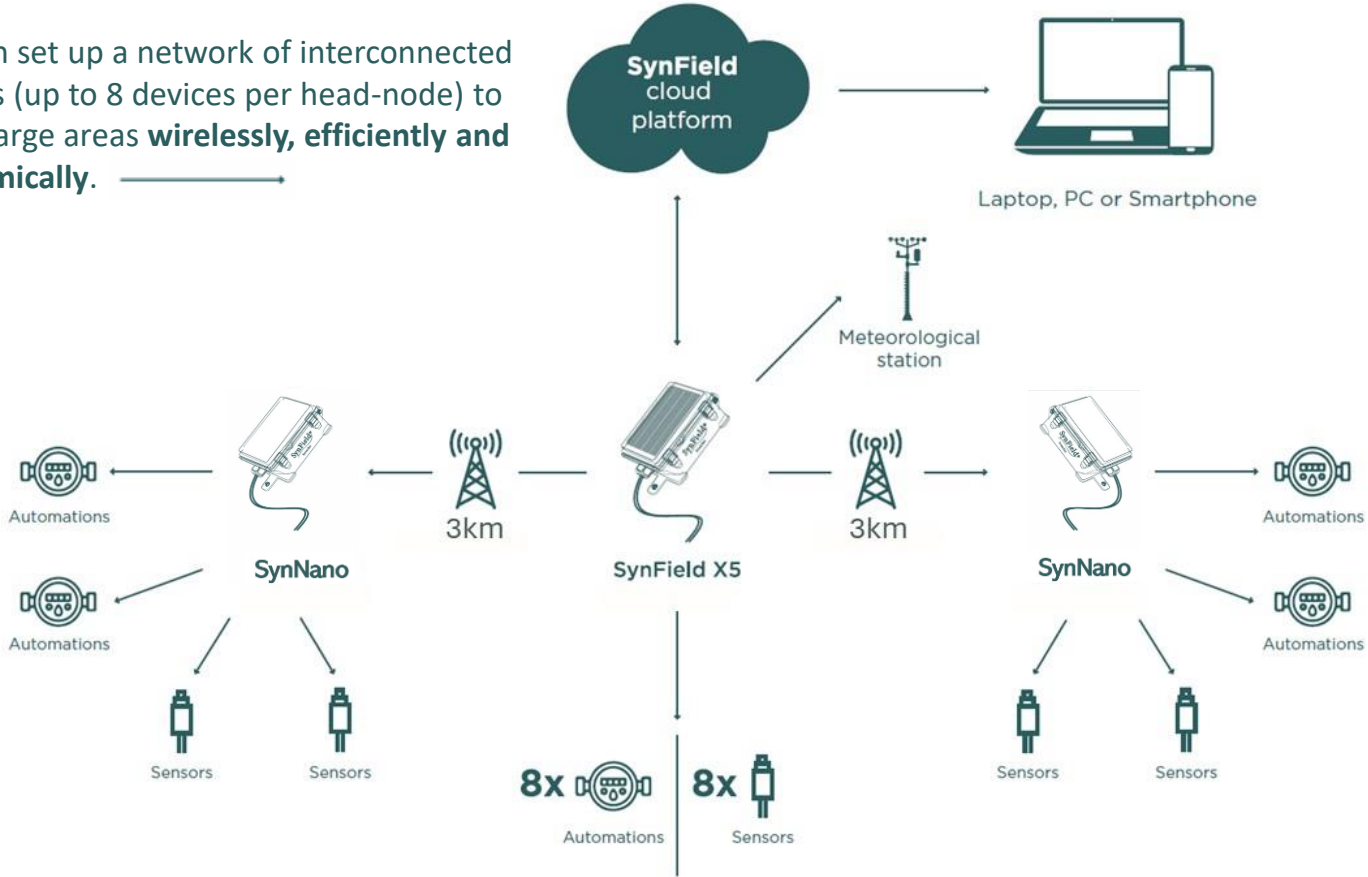 n set up a network of interconnected
s (up to 8 devices per head-node) to
arge areas wirelessly, efficiently and
mically.
SynField
cloud
platform
Laptop, PC or Smartphone
Meteorological
station
Automations
Automations
SynNano
Sensors
Sensors
3km
SynField X5
3km
SynNano
Automations
Automations
Sensors
Sensors
8x
Automations
8x
Sensors